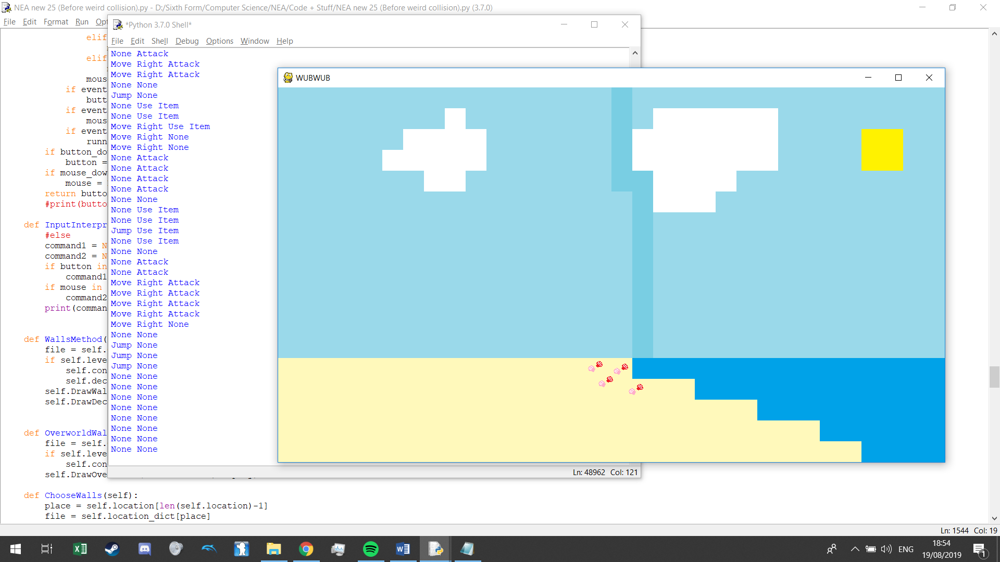 NEA new 25 (Before weird collision).py - D:/Sixth Form/Computer Science/NEA/Code + Stuff/NEA new 25 (Before weird collision).py (3.7.0)
File Edit Format Run Opt
elif
elif
mous
if event
butt
if event
mous
if event
runn
if button_do
button =
if mouse_dow
mouse =
return butto
#print(butto
def InputInterpr
#else
command1 = N
command2 = N
if button in
command1
if mouse in
command2
print(comman
def WallsMethod(
file = self.
if self.leve
self.con
self.dec
self.DrawWal
self.DrawDec
def OverworldWal
file = self.
if self.leve
self.con
self.DrawOve
def ChooseWalls(self):
place = self.location[len(self.location)-1]
file = self.location_dict[place]
Ln: 1544 Col: 19
*Python 3.7.0 Shell*
File Edit Shell Debug Options Window Help
None Attack
Move Right Attack
Move Right Attack
None None
Jump None
None Use Item
None Use Item
Move Right Use Item
Move Right None
Move Right None
None Attack
None Attack
None Attack
None Attack
None None
None Use Item
None Use Item
Jump Use Item
None Use Item
None None
None Attack
None Attack
Move Right Attack
Move Right Attack
Move Right Attack
Move Right Attack
Move Right None
None None
Jump None
Jump None
Jump None
None None
None None
None None
None None
None None
None None
None None
None None
Ln: 48962 Col: 121
WUBWUB
ENG
18:54
19/08/2019
1